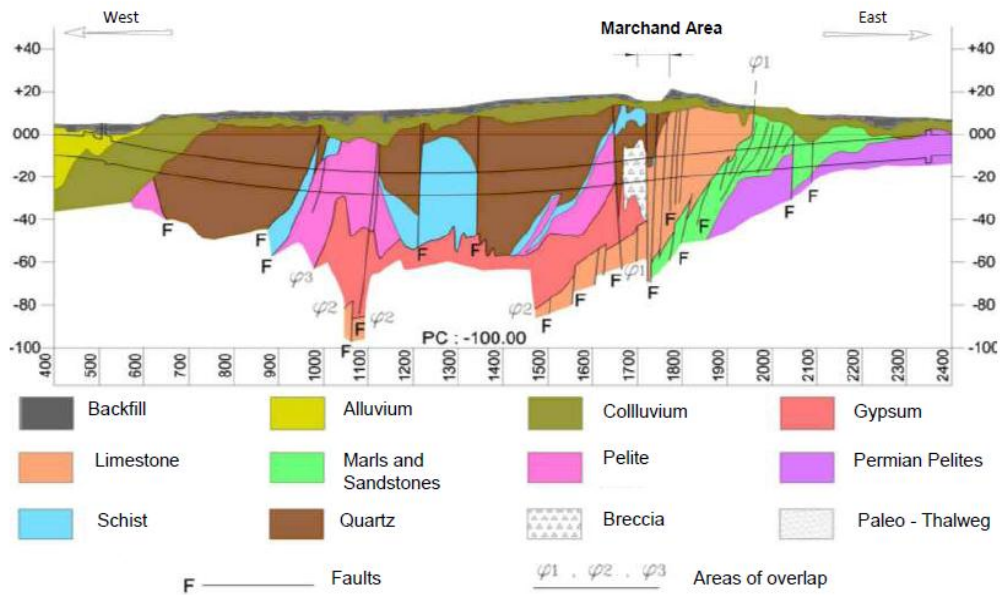 West
East
Marchand Area
φ1
+40
+20
000
-20
-40
-60
-80
-100
+40
+20
000
-20
-40
-60
-80
-100
F
F
F
φ3
φ2
φ2
F
F
F
F
φ2
F
F
F
φ1
F
F
F
F
F
F
PC : -100.00
400
500
600
700
800
900
1000
1100
1200
1300
1400
1500
1600
1700
1800
1900
2000
2100
2200
2300
2400
Backfill
Alluvium
Collluvium
Gypsum
Limestone
Marls and
Sandstones
Pelite
Permian Pelites
Schist
Quartz
Breccia
Paleo - Thalweg
F
Faults
φ1 . φ2 . . φ3
Areas of overlap